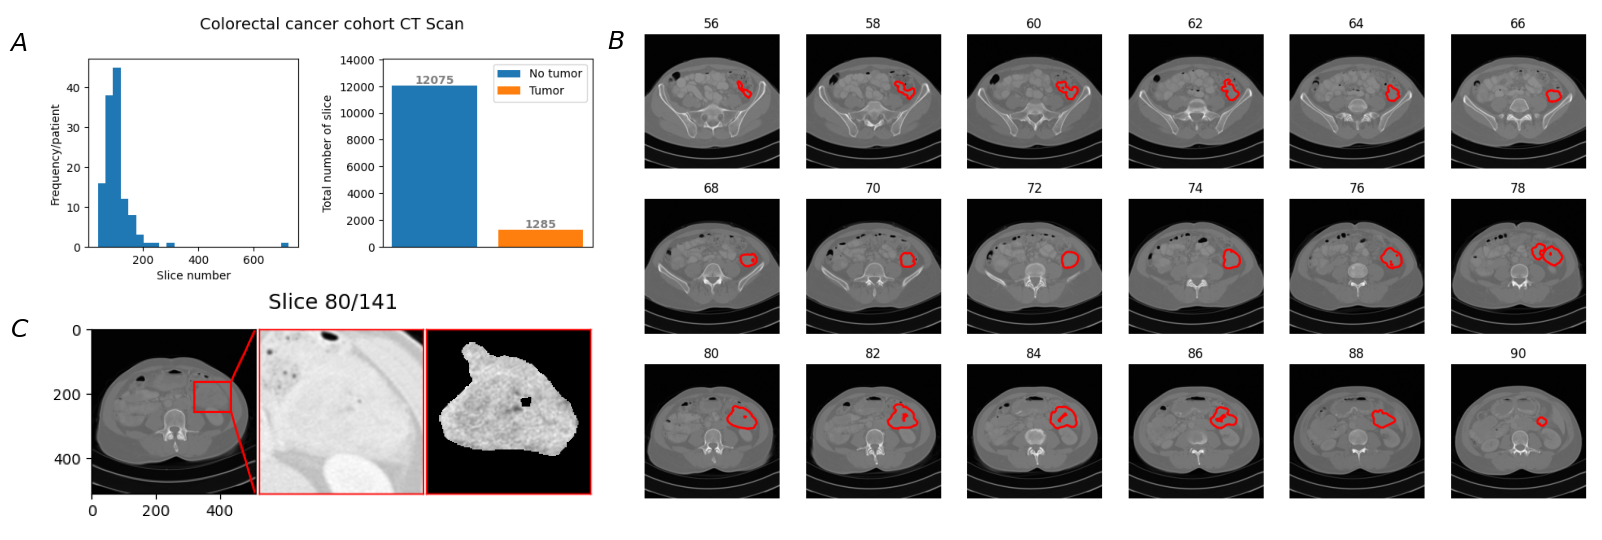 Colorectal cancer cohort CT Scan
A
Frequency/patient
40
30
20
10
0
200
400
600
Slice number
Total number of slice
14000
12000
10000
8000
6000
4000
2000
0
12075
1285
No tumor
Tumor
B
56 58 60 62 64 66
68 70 72 74 76 78
80 82 84 86 88 90
C
Slice 80/141
0
200
400
0 200 400